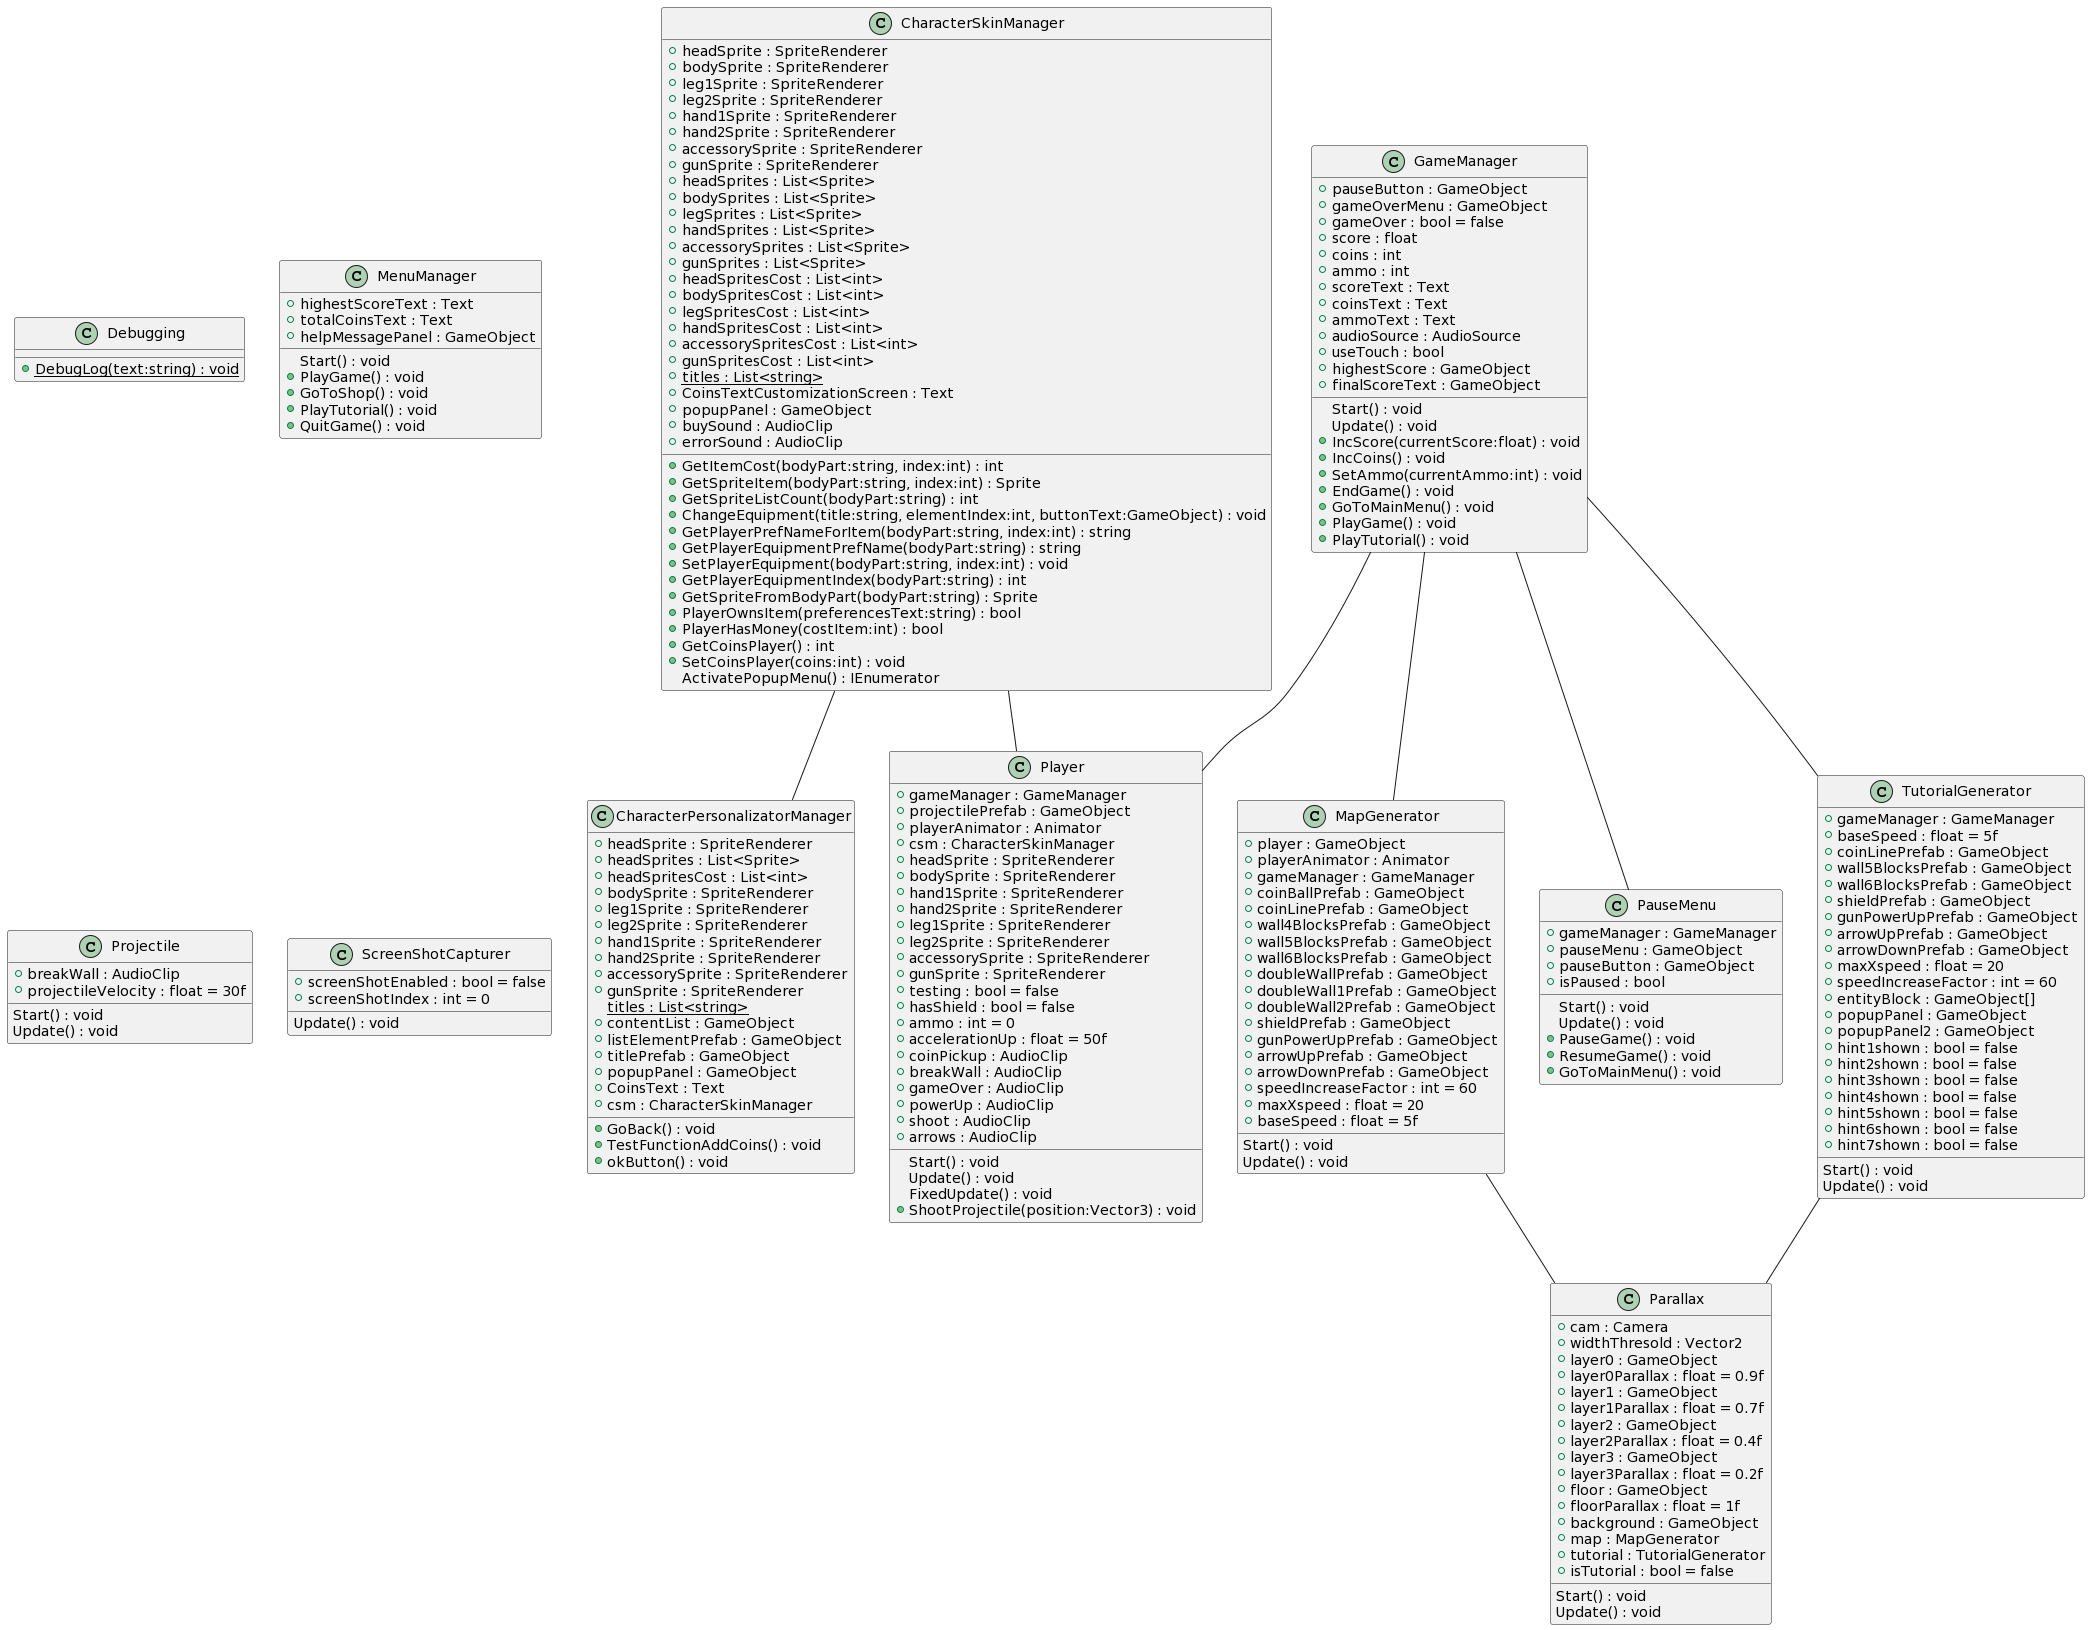 CharacterSkinManager
headSprite : SpriteRenderer
bodySprite : SpriteRenderer
leg1Sprite : SpriteRenderer
leg2Sprite : SpriteRenderer
hand1Sprite : SpriteRenderer
hand2Sprite : SpriteRenderer
accessorySprite : SpriteRenderer
gunSprite : SpriteRenderer
headSprites : List<Sprite>
bodySprites : List<Sprite>
legSprites : List<Sprite>
handSprites : List<Sprite>
accessorySprites : List<Sprite>
gunSprites : List<Sprite>
headSpritesCost : List<int>
bodySpritesCost : List<int>
legSpritesCost : List<int>
handSpritesCost : List<int>
accessorySpritesCost : List<int>
gunSpritesCost : List<int>
titles : List<string>
CoinsTextCustomizationScreen : Text
popupPanel : GameObject
buySound : AudioClip
errorSound : AudioClip
GetItemCost(bodyPart:string, index:int) : int
GetSpriteItem(bodyPart:string, index:int) : Sprite
GetSpriteListCount(bodyPart:string) : int
ChangeEquipment(title:string, elementIndex:int, buttonText:GameObject) : void
GetPlayerPrefNameForItem(bodyPart:string, index:int) : string
GetPlayerEquipmentPrefName(bodyPart:string) : string
SetPlayerEquipment(bodyPart:string, index:int) : void
GetPlayerEquipmentIndex(bodyPart:string) : int
GetSpriteFromBodyPart(bodyPart:string) : Sprite
PlayerOwnsItem(preferencesText:string) : bool
PlayerHasMoney(costItem:int) : bool
GetCoinsPlayer() : int
SetCoinsPlayer(coins:int) : void
ActivatePopupMenu() : IEnumerator
GameManager
pauseButton : GameObject
gameOverMenu : GameObject
gameOver : bool = false
score : float
coins : int
ammo : int
scoreText : Text
coinsText : Text
ammoText : Text
audioSource : AudioSource
useTouch : bool
highestScore : GameObject
finalScoreText : GameObject
Start() : void
Update() : void
IncScore(currentScore:float) : void
IncCoins() : void
SetAmmo(currentAmmo:int) : void
EndGame() : void
GoToMainMenu() : void
PlayGame() : void
PlayTutorial() : void
MenuManager
highestScoreText : Text
totalCoinsText : Text
helpMessagePanel : GameObject
Start() : void
PlayGame() : void
GoToShop() : void
PlayTutorial() : void
QuitGame() : void
Debugging
DebugLog(text:string) : void
Projectile
breakWall : AudioClip
projectileVelocity : float = 30f
Start() : void
Update() : void
ScreenShotCapturer
screenShotEnabled : bool = false
screenShotIndex : int = 0
Update() : void
CharacterPersonalizatorManager
headSprite : SpriteRenderer
headSprites : List<Sprite>
headSpritesCost : List<int>
bodySprite : SpriteRenderer
leg1Sprite : SpriteRenderer
leg2Sprite : SpriteRenderer
hand1Sprite : SpriteRenderer
hand2Sprite : SpriteRenderer
accessorySprite : SpriteRenderer
gunSprite : SpriteRenderer
titles : List<string>
contentList : GameObject
listElementPrefab : GameObject
titlePrefab : GameObject
popupPanel : GameObject
CoinsText : Text
csm : CharacterSkinManager
GoBack() : void
TestFunctionAddCoins() : void
okButton() : void
Player
gameManager : GameManager
projectilePrefab : GameObject
playerAnimator : Animator
csm : CharacterSkinManager
headSprite : SpriteRenderer
bodySprite : SpriteRenderer
hand1Sprite : SpriteRenderer
hand2Sprite : SpriteRenderer
leg1Sprite : SpriteRenderer
leg2Sprite : SpriteRenderer
accessorySprite : SpriteRenderer
gunSprite : SpriteRenderer
testing : bool = false
hasShield : bool = false
ammo : int = 0
accelerationUp : float = 50f
coinPickup : AudioClip
breakWall : AudioClip
gameOver : AudioClip
powerUp : AudioClip
shoot : AudioClip
arrows : AudioClip
Start() : void
Update() : void
FixedUpdate() : void
ShootProjectile(position:Vector3) : void
MapGenerator
player : GameObject
playerAnimator : Animator
gameManager : GameManager
coinBallPrefab : GameObject
coinLinePrefab : GameObject
wall4BlocksPrefab : GameObject
wall5BlocksPrefab : GameObject
wall6BlocksPrefab : GameObject
doubleWallPrefab : GameObject
doubleWall1Prefab : GameObject
doubleWall2Prefab : GameObject
shieldPrefab : GameObject
gunPowerUpPrefab : GameObject
arrowUpPrefab : GameObject
arrowDownPrefab : GameObject
speedIncreaseFactor : int = 60
maxXspeed : float = 20
baseSpeed : float = 5f
Start() : void
Update() : void
PauseMenu
gameManager : GameManager
pauseMenu : GameObject
pauseButton : GameObject
isPaused : bool
Start() : void
Update() : void
PauseGame() : void
ResumeGame() : void
GoToMainMenu() : void
TutorialGenerator
gameManager : GameManager
baseSpeed : float = 5f
coinLinePrefab : GameObject
wall5BlocksPrefab : GameObject
wall6BlocksPrefab : GameObject
shieldPrefab : GameObject
gunPowerUpPrefab : GameObject
arrowUpPrefab : GameObject
arrowDownPrefab : GameObject
maxXspeed : float = 20
speedIncreaseFactor : int = 60
entityBlock : GameObject[]
popupPanel : GameObject
popupPanel2 : GameObject
hint1shown : bool = false
hint2shown : bool = false
hint3shown : bool = false
hint4shown : bool = false
hint5shown : bool = false
hint6shown : bool = false
hint7shown : bool = false
Start() : void
Update() : void
Parallax
cam : Camera
widthThresold : Vector2
layer0 : GameObject
layer0Parallax : float = 0.9f
layer1 : GameObject
layer1Parallax : float = 0.7f
layer2 : GameObject
layer2Parallax : float = 0.4f
layer3 : GameObject
layer3Parallax : float = 0.2f
floor : GameObject
floorParallax : float = 1f
background : GameObject
map : MapGenerator
tutorial : TutorialGenerator
isTutorial : bool = false
Start() : void
Update() : void